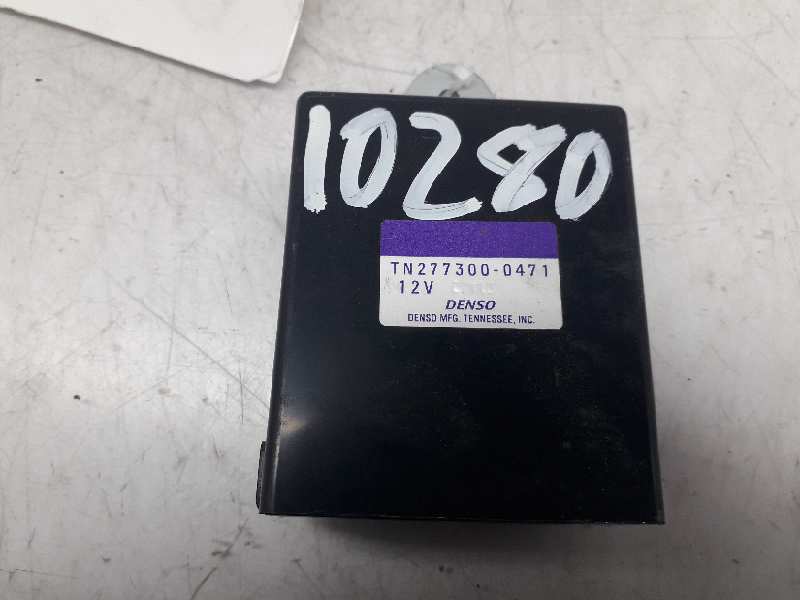 10280
TN277300-0471
12V
DENSO
DENSO MFG. TENNESSEE, INC.